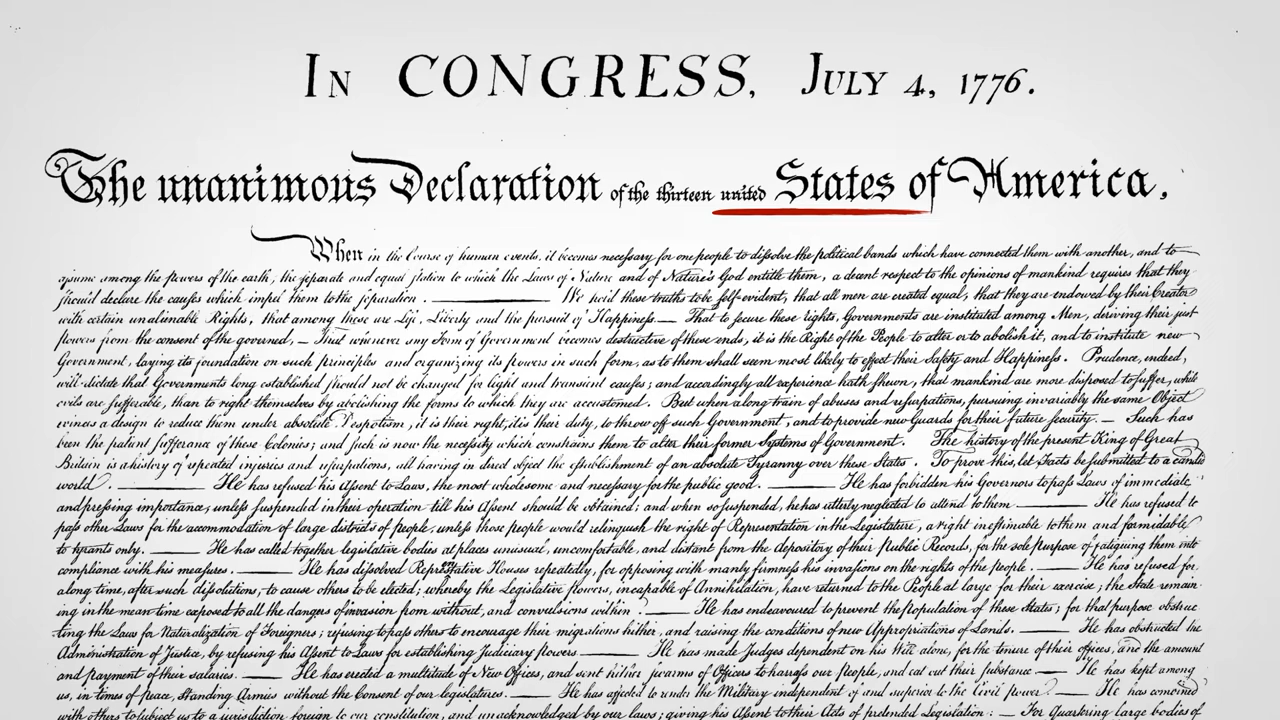 In CONGRESS, July 4, 1776.
The unanimous Declaration of the thirteen united States of America,
When in the Course of human events, it becomes necessary for one people to dissolve the political bands which have connected them with another, and to
assume among the powers of the earth, the separate and equal station to which the Laws of Nature and of Nature's God entitle them, a decent respect to the opinions of mankind requires that they
should declare the causes which impel them to the separation. ——— We hold these truths to be self-evident, that all men are created equal, that they are endowed by their Creator
with certain unalienable Rights, that among these are Life, Liberty and the pursuit of Happiness.— That to secure these rights, Governments are instituted among Men, deriving their just
powers from the consent of the governed, — That whenever any Form of Government becomes destructive of these ends, it is the Right of the People to alter or to abolish it, and to institute new
Government, laying its foundation on such principles and organizing its powers in such form, as to them shall seem most likely to effect their Safety and Happiness. Prudence, indeed,
will dictate that Governments long established should not be changed for light and transient causes; and accordingly all experience hath shewn, that mankind are more disposed to suffer, while
evils are sufferable, than to right themselves by abolishing the forms to which they are accustomed. But when a long train of abuses and usurpations, pursuing invariably the same Object
evinces a design to reduce them under absolute Despotism, it is their right, it is their duty, to throw off such Government, and to provide new Guards for their future security. — Such has
been the patient sufferance of these Colonies; and such is now the necessity which constrains them to alter their former Systems of Government. The history of the present King of Great
Britain is a history of repeated injuries and usurpations, all having in direct object the establishment of an absolute Tyranny over these States. To prove this, let Facts be submitted to a candid
world. ——— He has refused his Assent to Laws, the most wholesome and necessary for the public good. ——— He has forbidden his Governors to pass Laws of immediate
and pressing importance, unless suspended in their operation till his Assent should be obtained; and when so suspended, he has utterly neglected to attend to them ——— He has refused to
pass other Laws for the accommodation of large districts of people, unless those people would relinquish the right of Representation in the Legislature, a right inestimable to them and formidable
to tyrants only. ——— He has called together legislative bodies at places unusual, uncomfortable, and distant from the depository of their Public Records, for the sole purpose of fatiguing them into
compliance with his measures. ——— He has dissolved Representative Houses repeatedly, for opposing with manly firmness his invasions on the rights of the people. ——— He has refused for
a long time, after such dissolutions, to cause others to be elected; whereby the Legislative powers, incapable of Annihilation, have returned to the People at large for their exercise; the State remain-
ing in the mean time exposed to all the dangers of invasion from without, and convulsions within. ——— He has endeavoured to prevent the population of these States; for that purpose obstruc
ting the Laws for Naturalization of Foreigners; refusing to pass others to encourage their migrations hither, and raising the conditions of new Appropriations of Lands. ——— He has obstructed the
Administration of Justice, by refusing his Assent to Laws for establishing Judiciary powers ——— He has made Judges dependent on his Will alone, for the tenure of their offices, and the amount
and payment of their salaries. ——— He has erected a multitude of New Offices, and sent hither swarms of Officers to harrass our People, and eat out their substance ——— He has kept among
us, in times of peace, Standing Armies without the Consent of our legislatures. ——— He has affected to render the Military independent of and superior to the Civil power. ——— He has combined
with others to subject us to a jurisdiction foreign to our constitution, and unacknowledged by our laws; giving his Assent to their Acts of pretended Legislation: — For Quartering large bodies of